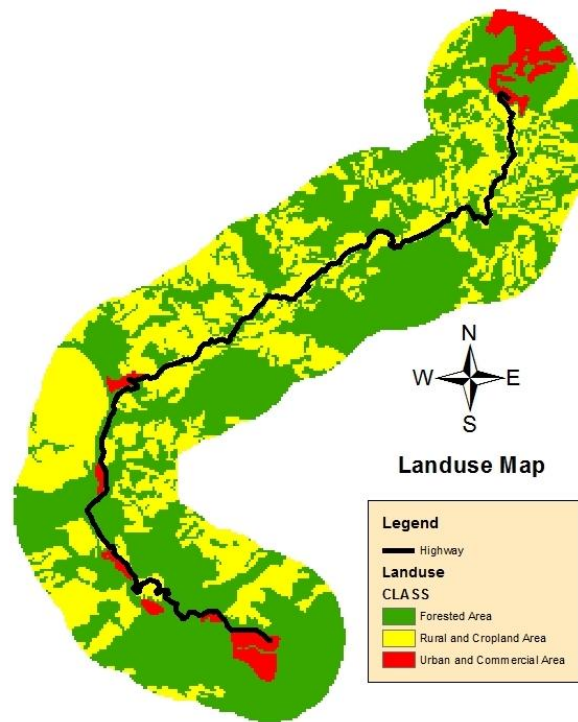 N
W E
S
Landuse Map
Legend
Highway
Landuse
CLASS
Forested Area
Rural and Cropland Area
Urban and Commercial Area